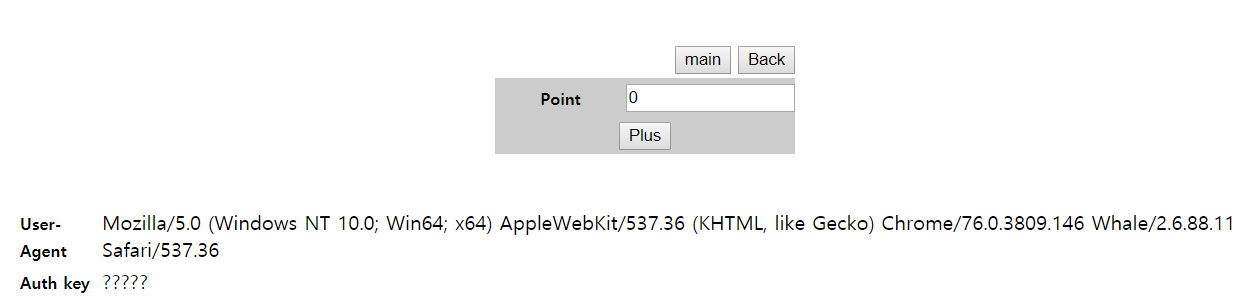 main Back
Point 0
Plus
User-Agent Mozilla/5.0 (Windows NT 10.0; Win64; x64) AppleWebKit/537.36 (KHTML, like Gecko) Chrome/76.0.3809.146 Whale/2.6.88.11
Safari/537.36
Auth key ?????